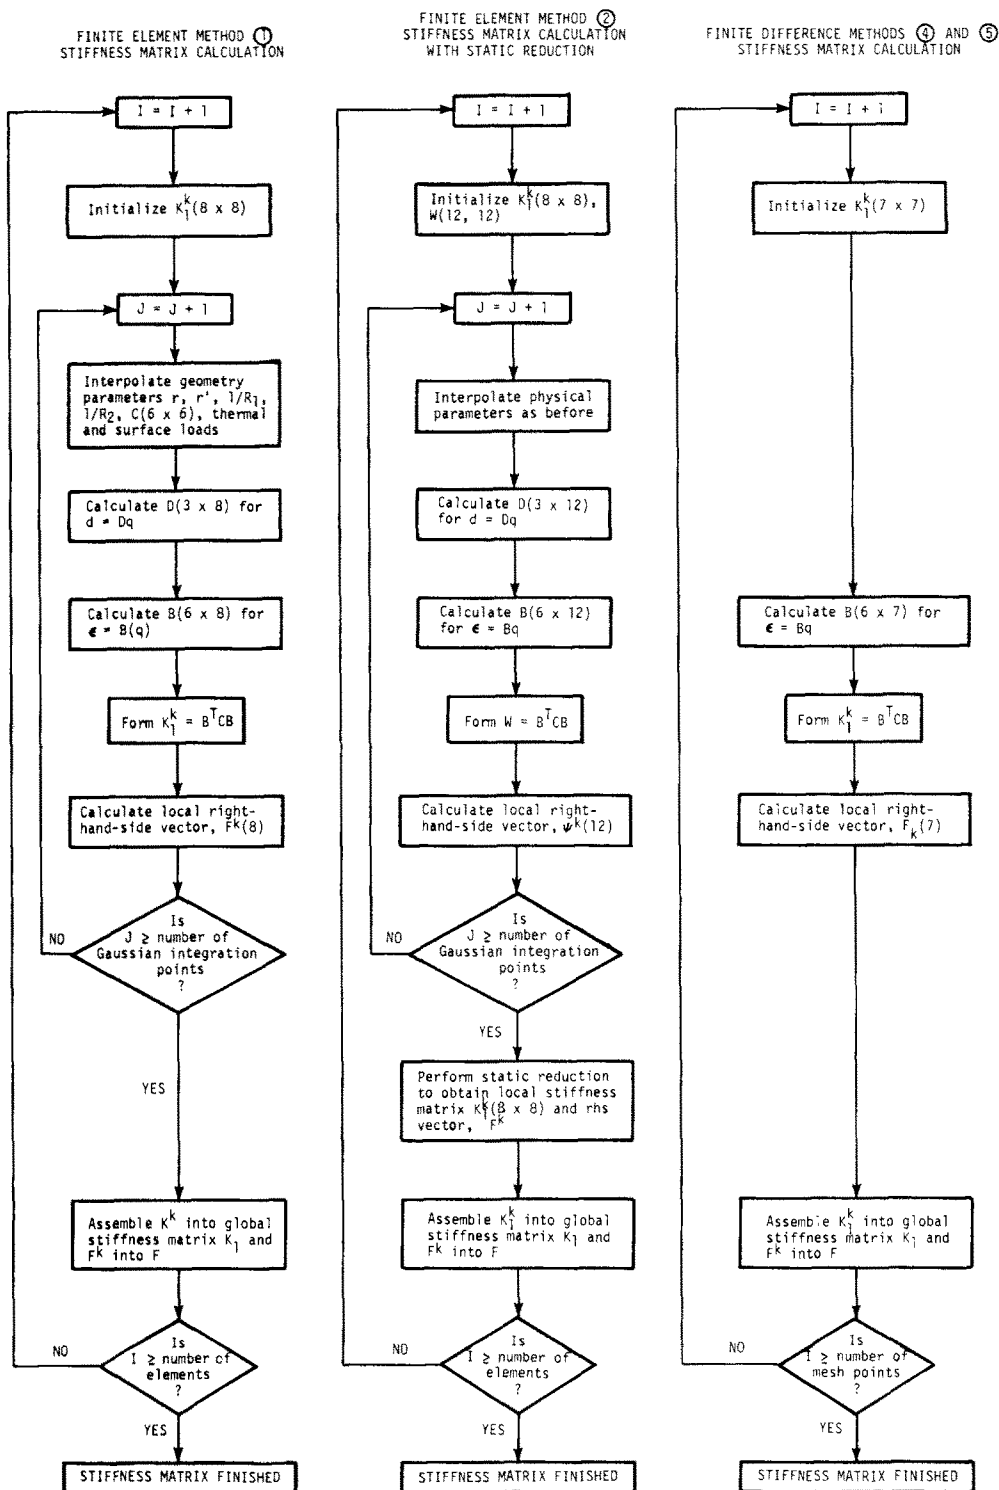 FINITE ELEMENT METHOD ①
STIFFNESS MATRIX CALCULATION
I = I + 1
Initialize K₁ᵏ(8 x 8)
J = J + 1
Interpolate geometry
parameters r, r', 1/R₁,
1/R₂, C(6 x 6), thermal
and surface loads
Calculate D(3 x 8) for
d = Dq
Calculate B(6 x 8) for
ϵ = B(q)
Form K₁ᵏ = BᵀCB
Calculate local right-
hand-side vector, Fᵏ(8)
Is
J ≥ number of
Gaussian integration
points
?
NO
YES
Assemble Kᵏ into global
stiffness matrix K₁ and
Fᵏ into F
Is
I ≥ number of
elements
?
NO
YES
STIFFNESS MATRIX FINISHED
FINITE ELEMENT METHOD ②
STIFFNESS MATRIX CALCULATION
WITH STATIC REDUCTION
I = I + 1
Initialize K₁ᵏ(8 x 8),
W(12, 12)
J = J + 1
Interpolate physical
parameters as before
Calculate D(3 x 12)
for d = Dq
Calculate B(6 x 12)
for ϵ = Bq
Form W = BᵀCB
Calculate local right-
hand-side vector, ψᵏ(12)
Is
J ≥ number of
Gaussian integration
points
?
NO
YES
Perform static reduction
to obtain local stiffness
matrix K₁ᵏ(8 x 8) and rhs
vector, Fᵏ
Assemble K₁ᵏ into global
stiffness matrix K₁ and
Fᵏ into F
Is
I ≥ number of
elements
?
NO
YES
STIFFNESS MATRIX FINISHED
FINITE DIFFERENCE METHODS ④ AND ⑤
STIFFNESS MATRIX CALCULATION
I = I + 1
Initialize K₁ᵏ(7 x 7)
Calculate B(6 x 7) for
ϵ = Bq
Form K₁ᵏ = BᵀCB
Calculate local right-
hand-side vector, Fₖ(7)
Assemble K₁ᵏ into global
stiffness matrix K₁ and
Fᵏ into F
Is
I ≥ number of
mesh points
?
NO
YES
STIFFNESS MATRIX FINISHED